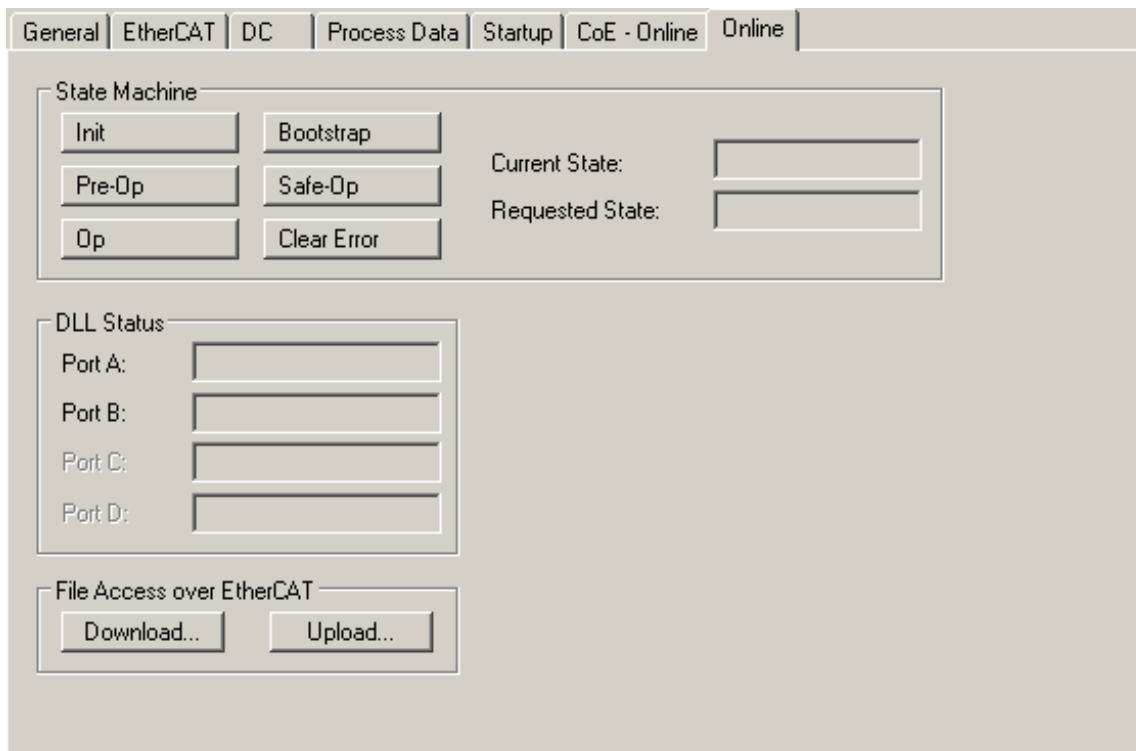 General EtherCAT DC Process Data Startup CoE - Online Online
State Machine
Init Bootstrap
Current State:
Pre-Op Safe-Op
Requested State:
Op Clear Error
DLL Status
Port A:
Port B:
Port C:
Port D:
File Access over EtherCAT
Download... Upload...